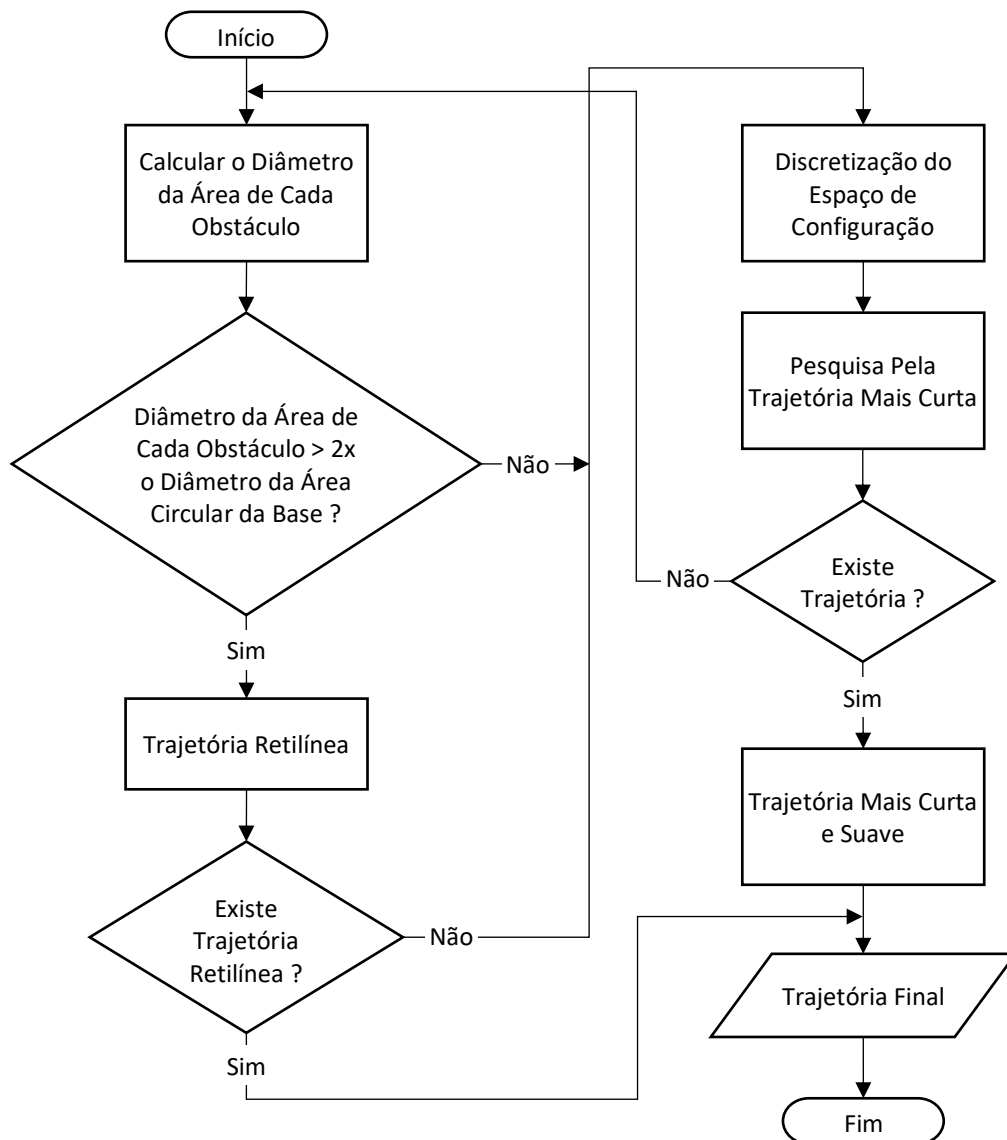 Início
Calcular o Diâmetro
da Área de Cada
Obstáculo
Diâmetro da Área de
Cada Obstáculo > 2x
o Diâmetro da Área
Circular da Base ?
Não
Sim
Trajetória Retilínea
Existe
Trajetória
Retilínea ?
Não
Sim
Discretização do
Espaço de
Configuração
Pesquisa Pela
Trajetória Mais Curta
Existe
Trajetória ?
Não
Sim
Trajetória Mais Curta
e Suave
Trajetória Final
Fim